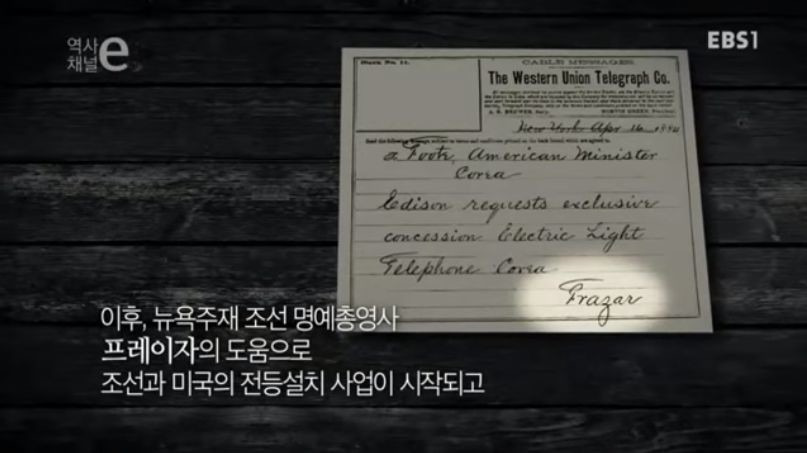 역사
채널e
EBS1
CABLE MESSAGES.
The Western Union Telegraph Co.
New York Apr 16
Foote, American Minister
Corea
Edison requests exclusive
concession Electric Light
Telephone Corea
Frazar
이후, 뉴욕주재 조선 명예총영사
프레이자의 도움으로
조선과 미국의 전등설치 사업이 시작되고